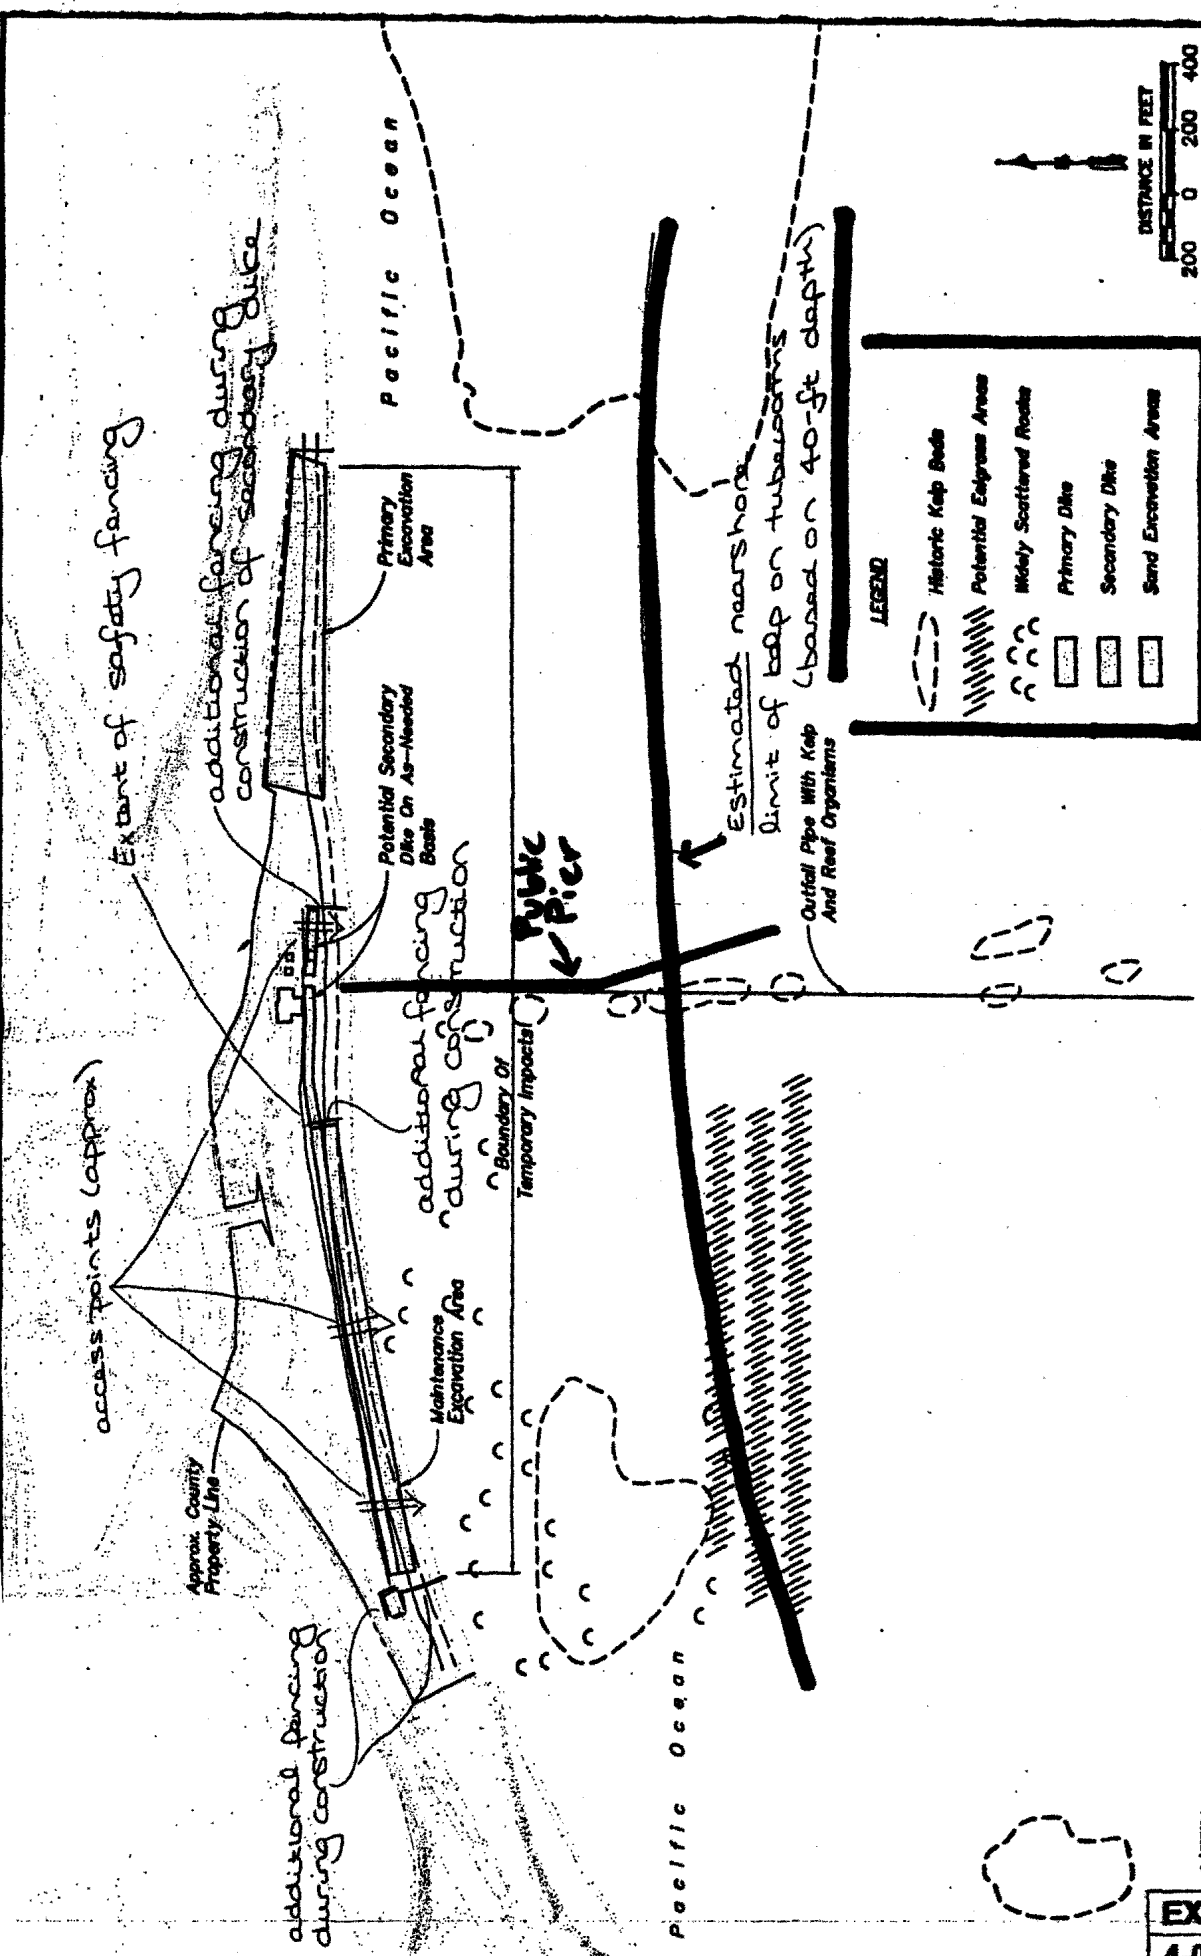 Extent of safety fencing
additional fencing during
construction of secondary dike
access points (approx)
additional fencing
during construction
Approx. County
Property Line
Pacific Ocean
Primary
Excavation
Area
Potential Secondary
Dike On As-Needed
Basis
additional fencing
during construction
Public
Pier
Boundary Of
Temporary Impacts
Maintenance
Excavation Area
Estimated nearshore
limit of kelp on tubeworms
(based on 40-ft depth)
Outfall Pipe With Kelp
And Reef Organisms
Pacific Ocean
LEGEND
Historic Kelp Beds
Potential Eelgrass Areas
Widely Scattered Rocks
Primary Dike
Secondary Dike
Sand Excavation Areas
DISTANCE IN FEET
200 0 200 400
EX